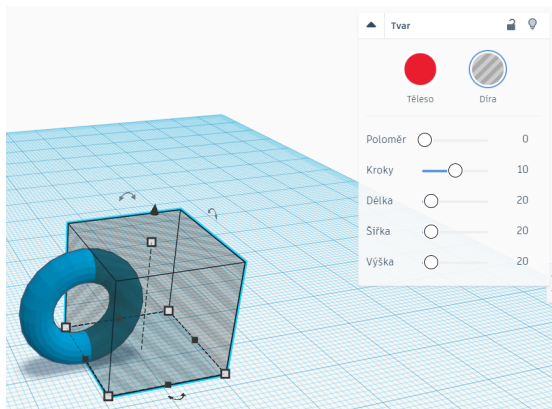 Tvar
Těleso Díra
Poloměr 0
Kroky 10
Délka 20
Šířka 20
Výška 20